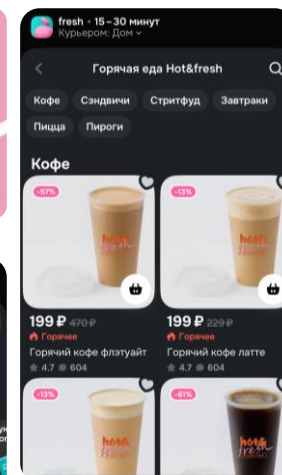 fresh • 15–30 минут
Курьером: Дом
Горячая еда Hot&fresh
Кофе Сэндвичи Стритфуд Завтраки
Пицца Пироги
Кофе
-57% -13%
hot& fresh hot& fresh
199 ₽ 470 ₽ 199 ₽ 229 ₽
Горячее Горячее
Горячий кофе флэтуайт Горячий кофе латте
4.7 604 4.7 604
-13% -61%
hot& fresh hot& fresh